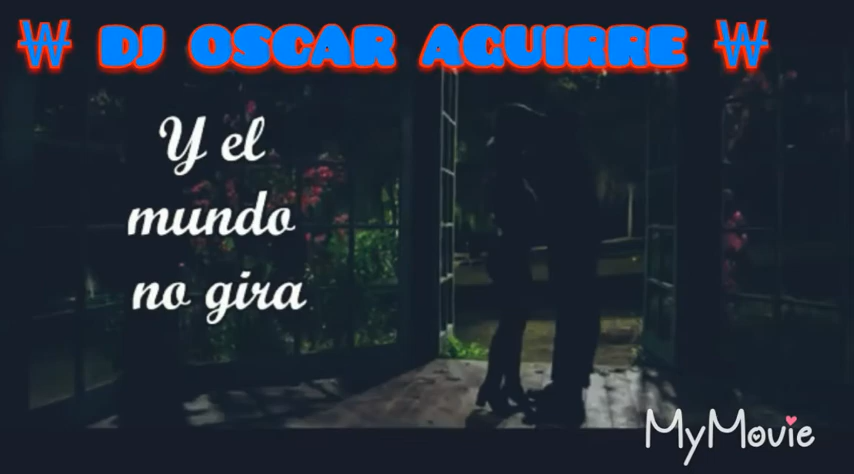 ₩ DJ OSCAR AGUIRRE ₩
Y el
mundo
no gira
MyMovie